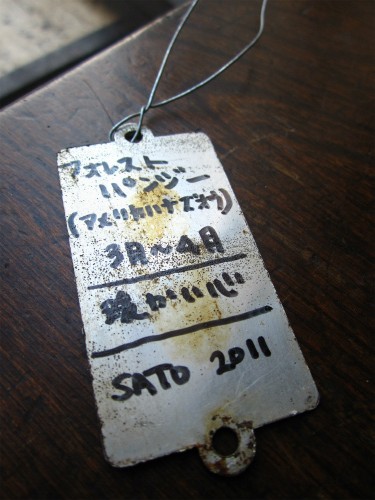 フォレスト
パンジー
(アメリカハナズオウ)
3月〜4月
暖かい心
SATO 2011